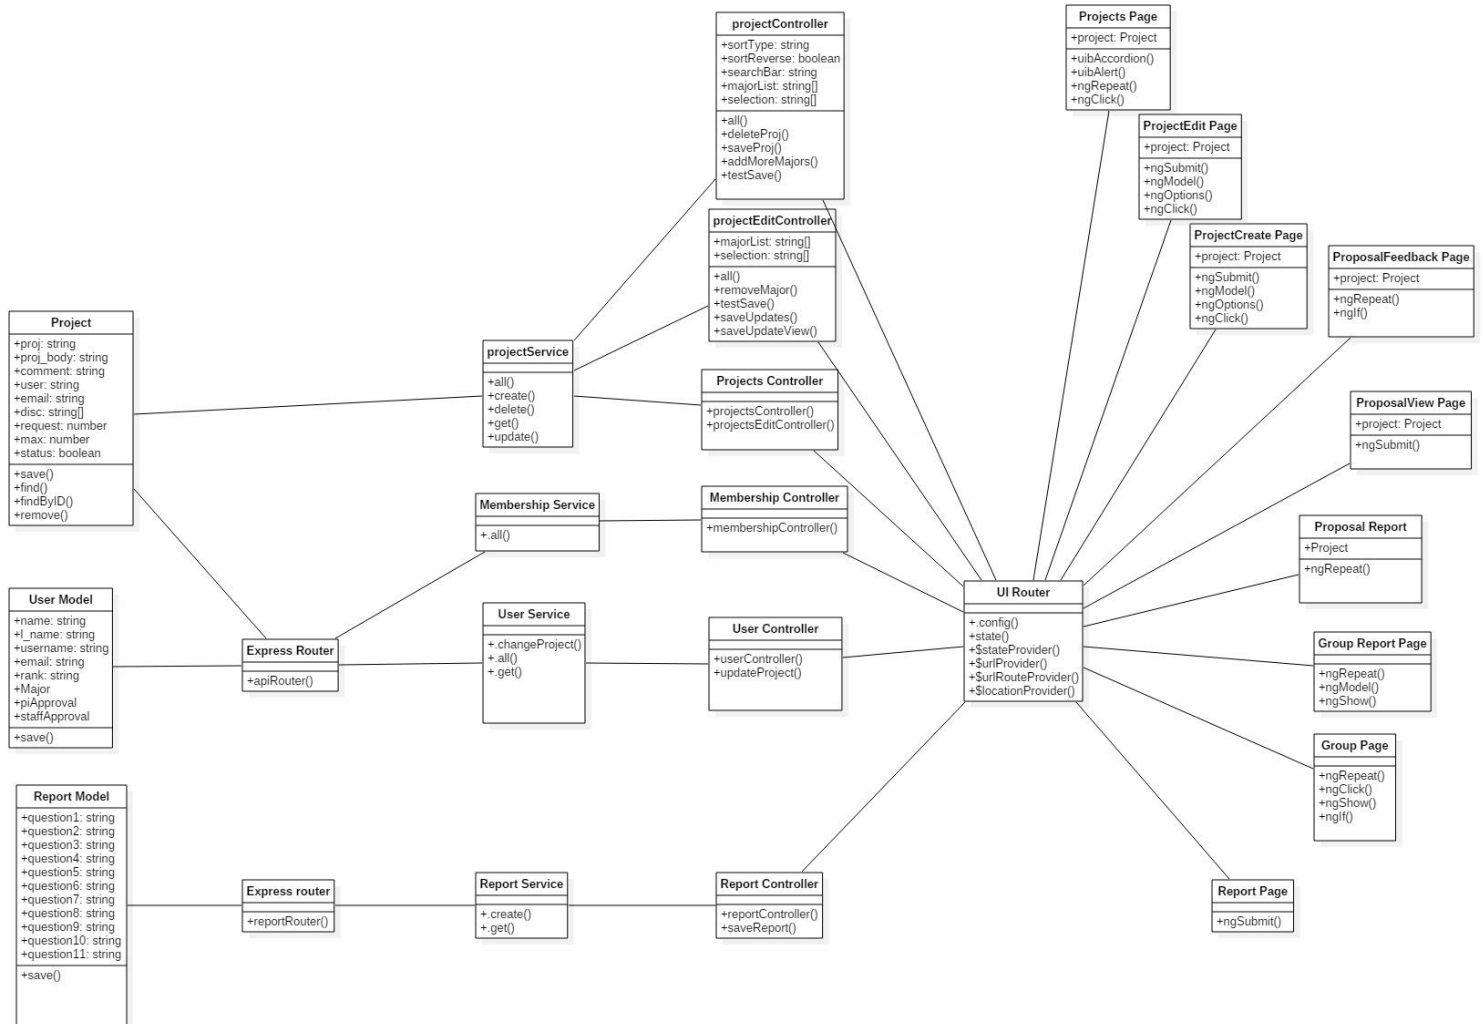 projectController
+sortType: string
+sortReverse: boolean
+searchBar: string
+majorList: string[]
+selection: string[]
+all()
+deleteProj()
+saveProj()
+addMoreMajors()
+testSave()
Projects Page
+project: Project
+uibAccordion()
+uibAlert()
+ngRepeat()
+ngClick()
ProjectEdit Page
+project: Project
+ngSubmit()
+ngModel()
+ngOptions()
+ngClick()
projectEditController
+majorList: string[]
+selection: string[]
+all()
+removeMajor()
+testSave()
+saveUpdates()
+saveUpdateView()
ProjectCreate Page
+project: Project
+ngSubmit()
+ngModel()
+ngOptions()
+ngClick()
ProposalFeedback Page
+project: Project
+ngRepeat()
+ngIf()
Project
+proj: string
+proj_body: string
+comment: string
+user: string
+email: string
+disc: string[]
+request: number
+max: number
+status: boolean
+save()
+find()
+findByID()
+remove()
projectService
+all()
+create()
+delete()
+get()
+update()
Projects Controller
+projectsController()
+projectsEditController()
ProposalView Page
+project: Project
+ngSubmit()
Membership Service
+.all()
Membership Controller
+membershipController()
Proposal Report
+Project
+ngRepeat()
User Model
+name: string
+l_name: string
+username: string
+email: string
+rank: string
+Major
+piApproval
+staffApproval
+save()
Express Router
+apiRouter()
User Service
+.changeProject()
+.all()
+.get()
User Controller
+userController()
+updateProject()
UI Router
+.config()
+state()
+$stateProvider()
+$urlProvider()
+$urlRouteProvider()
+$locationProvider()
Group Report Page
+ngRepeat()
+ngModel()
+ngShow()
Group Page
+ngRepeat()
+ngClick()
+ngShow()
+ngIf()
Report Model
+question1: string
+question2: string
+question3: string
+question4: string
+question5: string
+question6: string
+question7: string
+question8: string
+question9: string
+question10: string
+question11: string
+save()
Express router
+reportRouter()
Report Service
+.create()
+.get()
Report Controller
+reportController()
+saveReport()
Report Page
+ngSubmit()